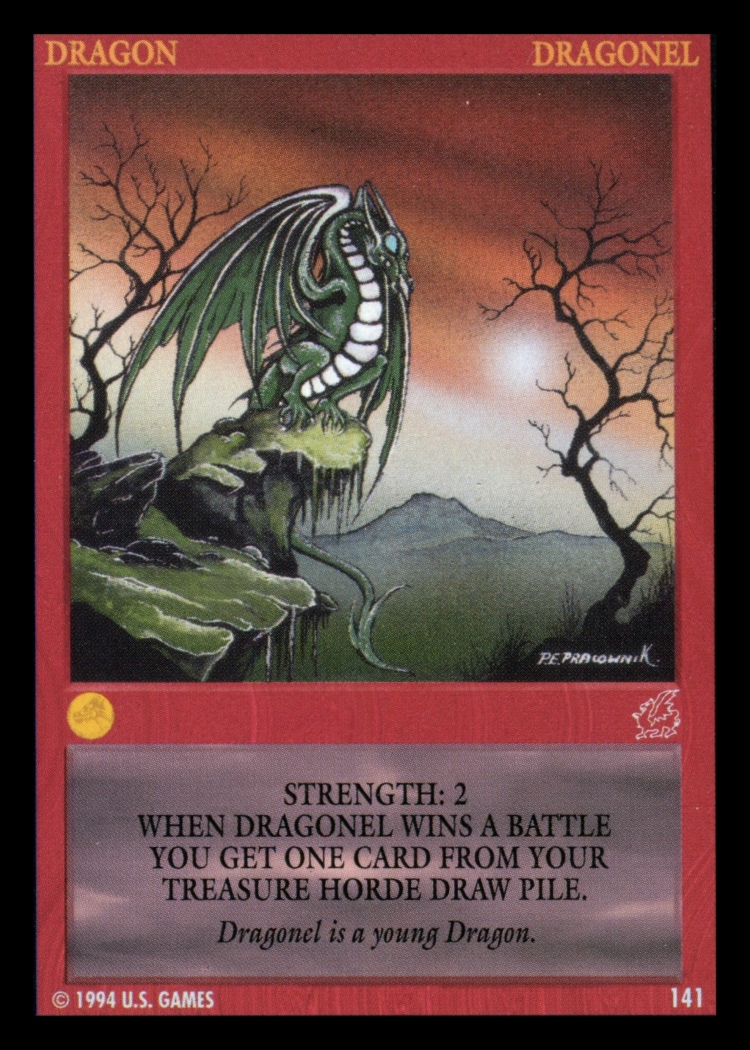 DRAGON
DRAGONEL
P.E. PRACOWNIK.
STRENGTH: 2
WHEN DRAGONEL WINS A BATTLE
YOU GET ONE CARD FROM YOUR
TREASURE HORDE DRAW PILE.
Dragonel is a young Dragon.
© 1994 U.S. GAMES
141